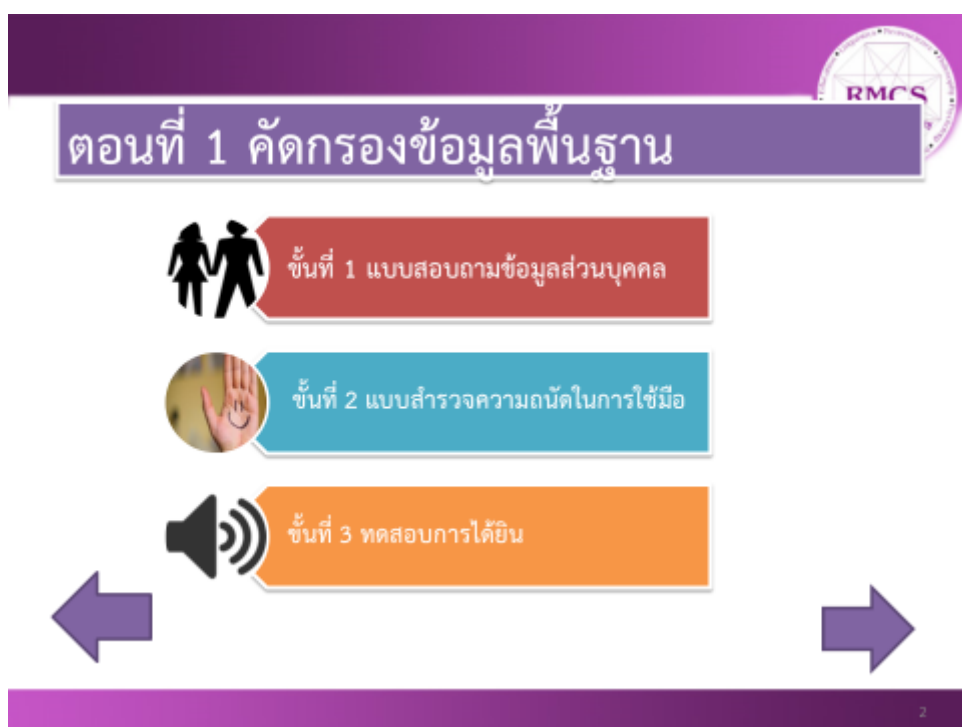 RMCS
ตอนที่ 1 คัดกรองข้อมูลพื้นฐาน
ขั้นที่ 1 แบบสอบถามข้อมูลส่วนบุคคล
ขั้นที่ 2 แบบสำรวจความถนัดในการใช้มือ
ขั้นที่ 3 ทดสอบการได้ยิน
2